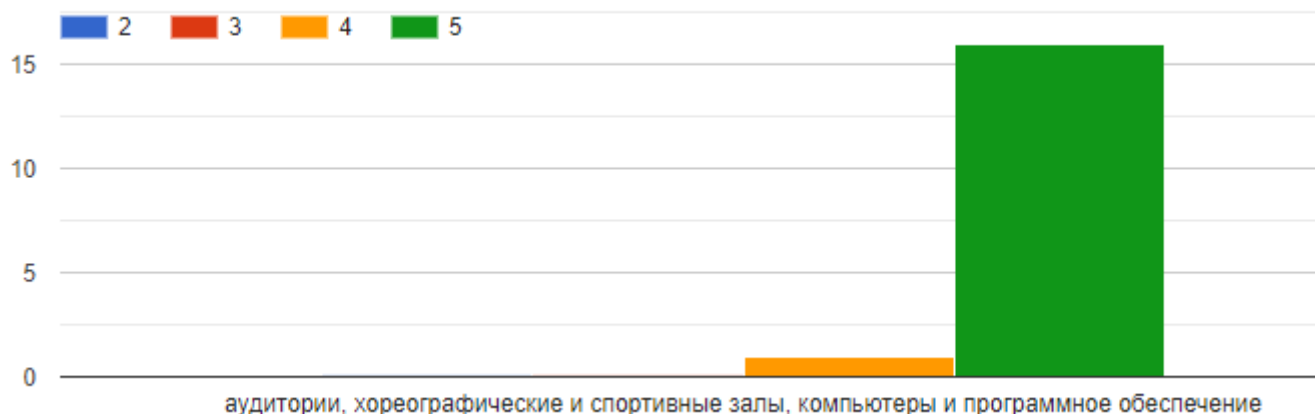 2 3 4 5
15
10
5
0
аудитории, хореографические и спортивные залы, компьютеры и программное обеспечение